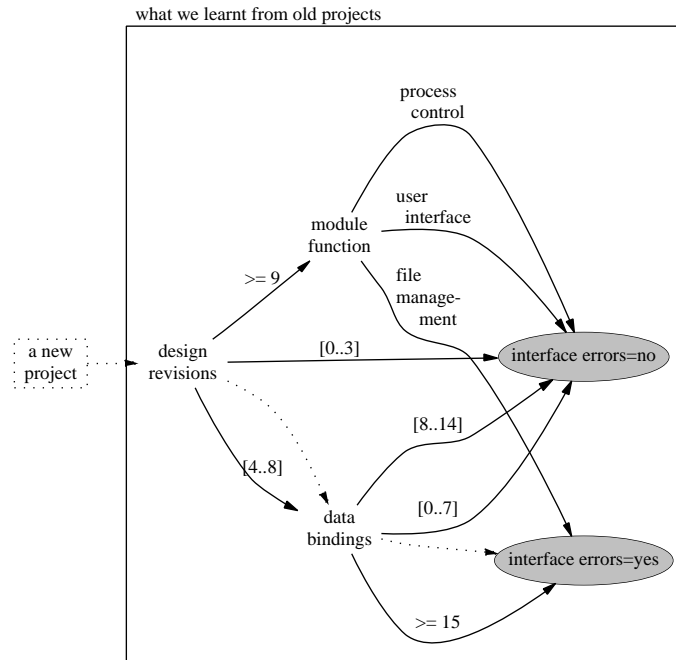 what we learnt from old projects
process
control
user
interface
module
function
>= 9
file
manage-
ment
a new
project
design
revisions
[0..3]
interface errors=no
[8..14]
[4..8]
[0..7]
data
bindings
interface errors=yes
>= 15